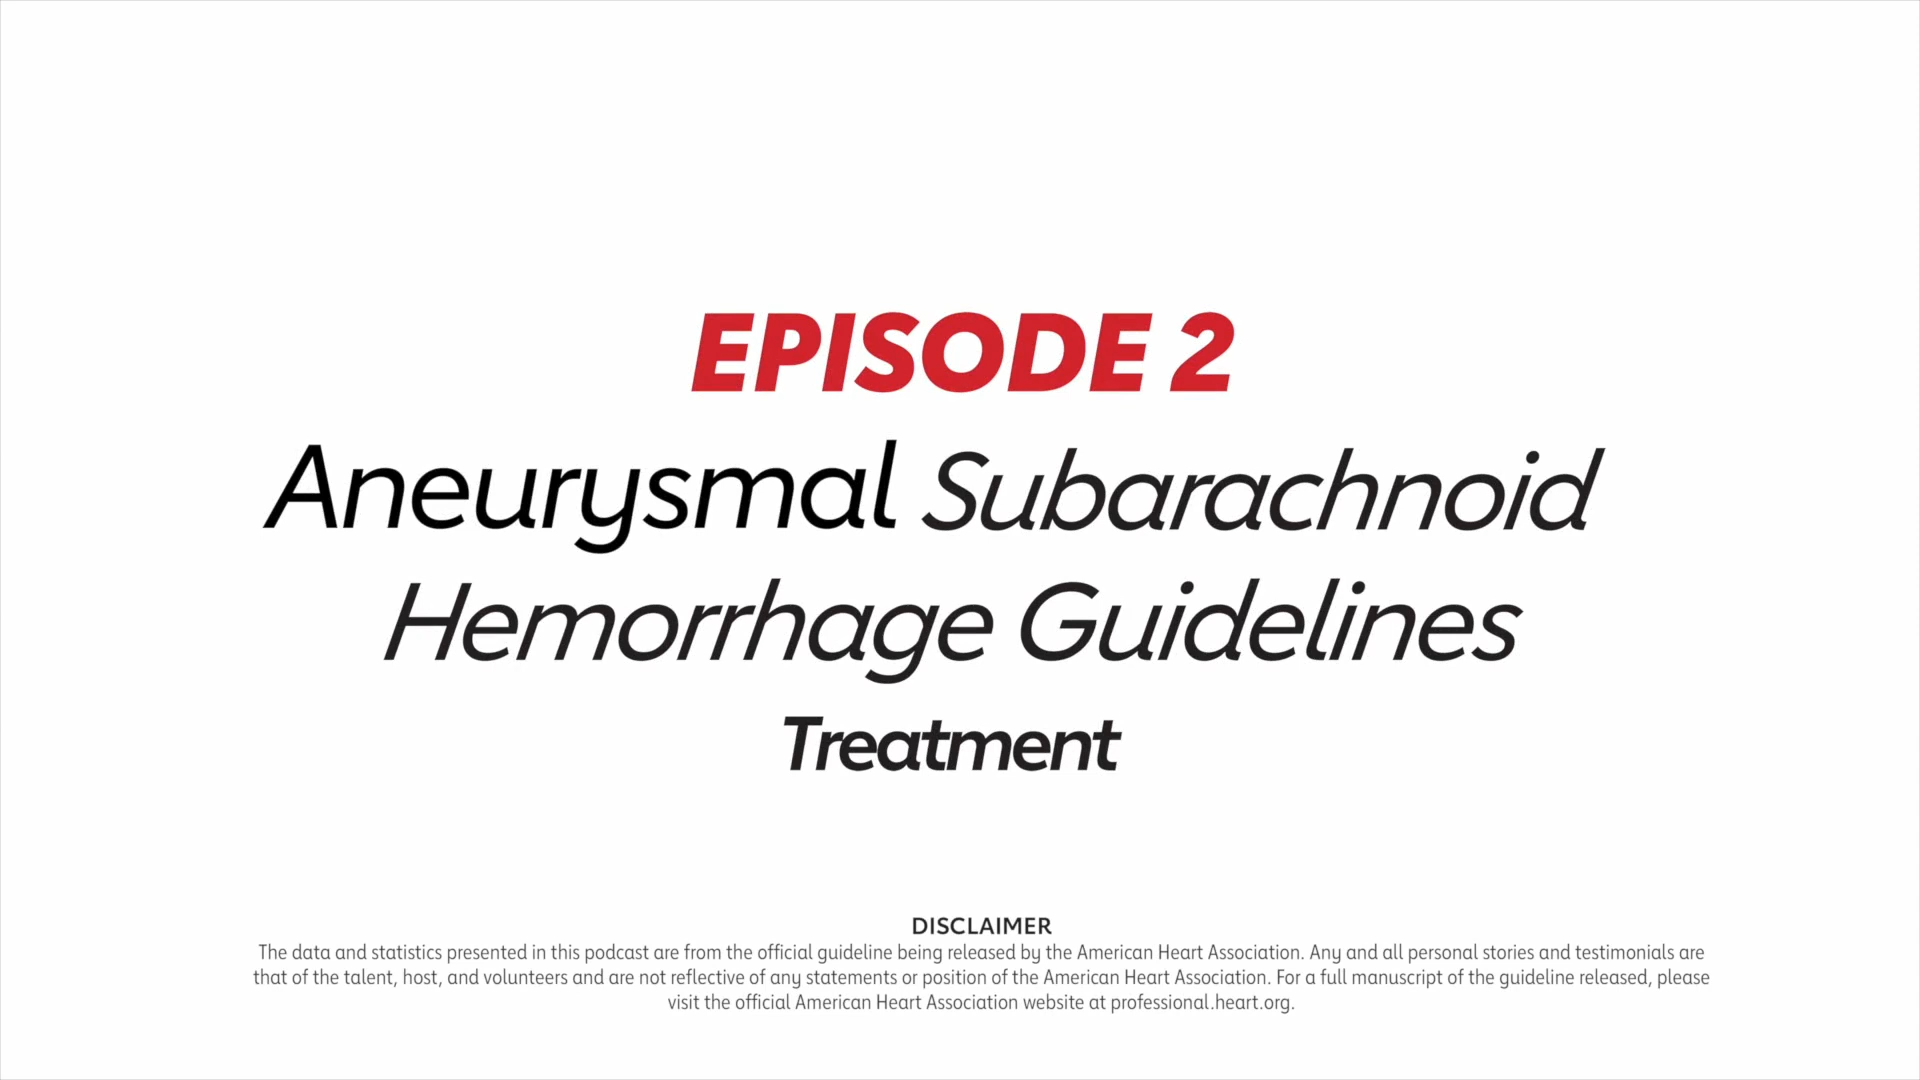 EPISODE 2
Aneurysmal Subarachnoid
Hemorrhage Guidelines
Treatment
DISCLAIMER
The data and statistics presented in this podcast are from the official guideline being released by the American Heart Association. Any and all personal stories and testimonials are
that of the talent, host, and volunteers and are not reflective of any statements or position of the American Heart Association. For a full manuscript of the guideline released, please
visit the official American Heart Association website at professional.heart.org.